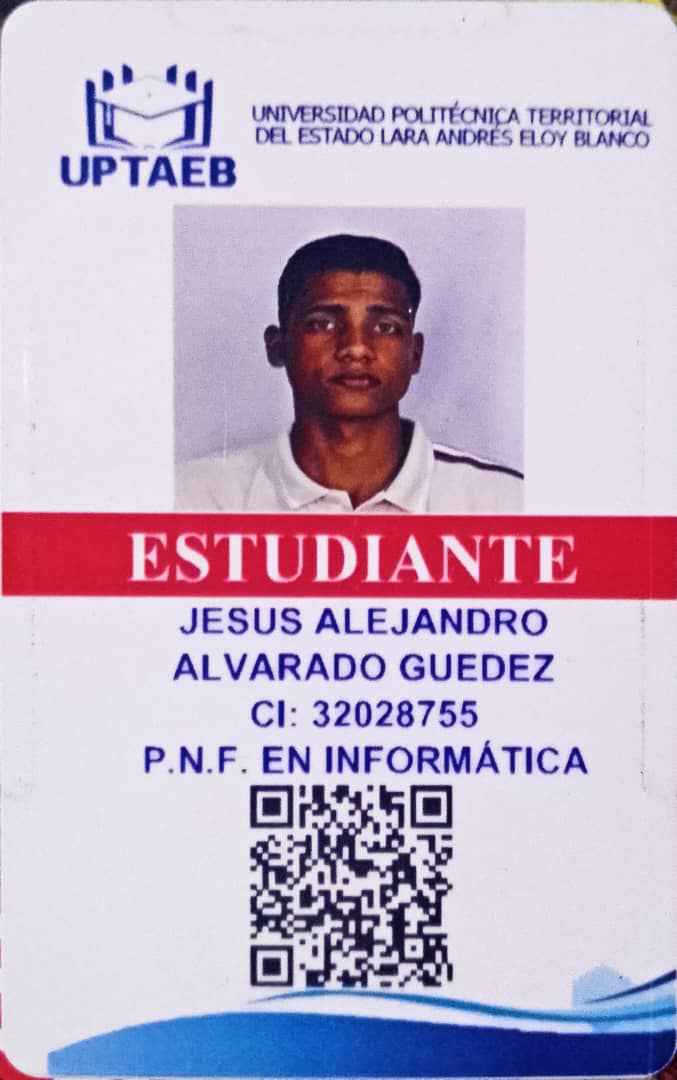 UPTAEB
UNIVERSIDAD POLITÉCNICA TERRITORIAL
DEL ESTADO LARA ANDRÉS ELOY BLANCO
ESTUDIANTE
JESUS ALEJANDRO
ALVARADO GUEDEZ
CI: 32028755
P.N.F. EN INFORMÁTICA